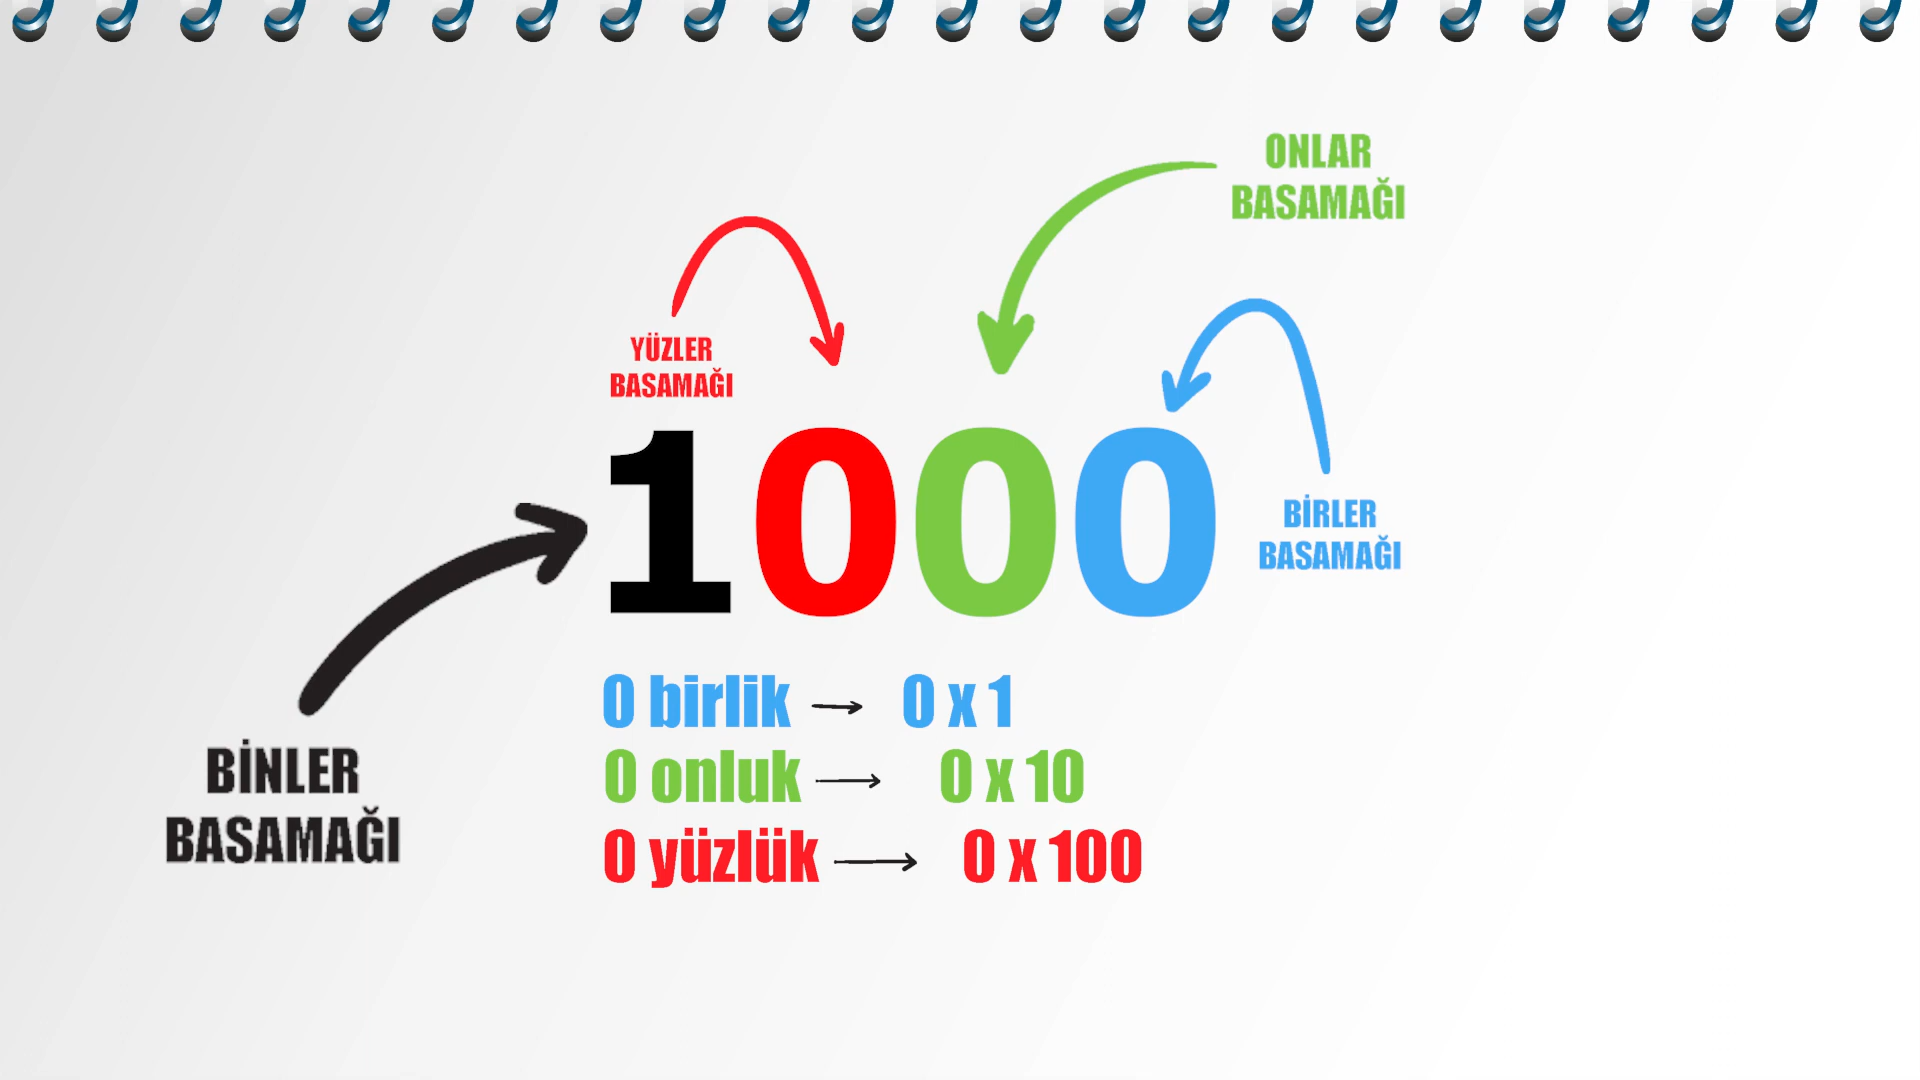 ONLAR
BASAMAĞI
YÜZLER
BASAMAĞI
1000
BİRLER
BASAMAĞI
BİNLER
BASAMAĞI
0 birlik → 0 x 1
0 onluk → 0 x 10
0 yüzlük → 0 x 100